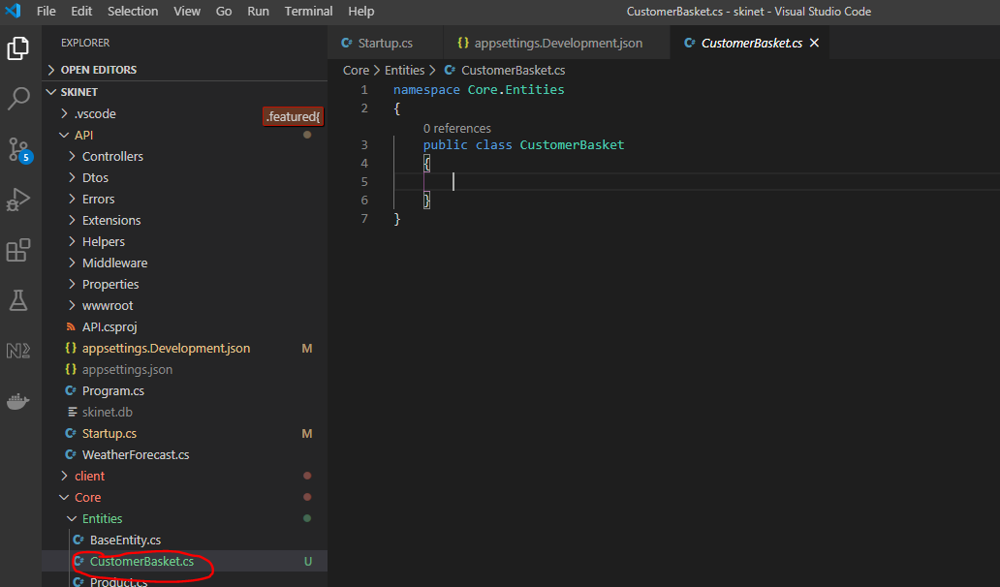 File Edit Selection View Go Run Terminal Help CustomerBasket.cs - skinet - Visual Studio Code
EXPLORER
Startup.cs {} appsettings.Development.json CustomerBasket.cs
OPEN EDITORS
SKINET
.vscode
.featured{
API
Controllers
Dtos
Errors
Extensions
Helpers
Middleware
Properties
wwwroot
API.csproj
{} appsettings.Development.json M
{} appsettings.json
Program.cs
skinet.db
Startup.cs M
WeatherForecast.cs
client
Core
Entities
BaseEntity.cs
CustomerBasket.cs U
Product.cs
5
Core > Entities > CustomerBasket.cs
1 namespace Core.Entities
2 {
0 references
3 public class CustomerBasket
4 {
5
6 }
7 }